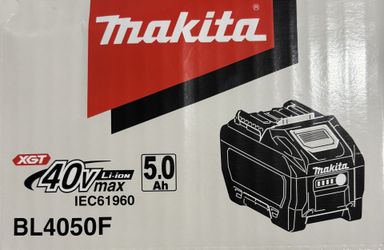 makita®
XGT 40Vmax Li-ion 5.0 Ah
IEC61960
BL4050F
makita